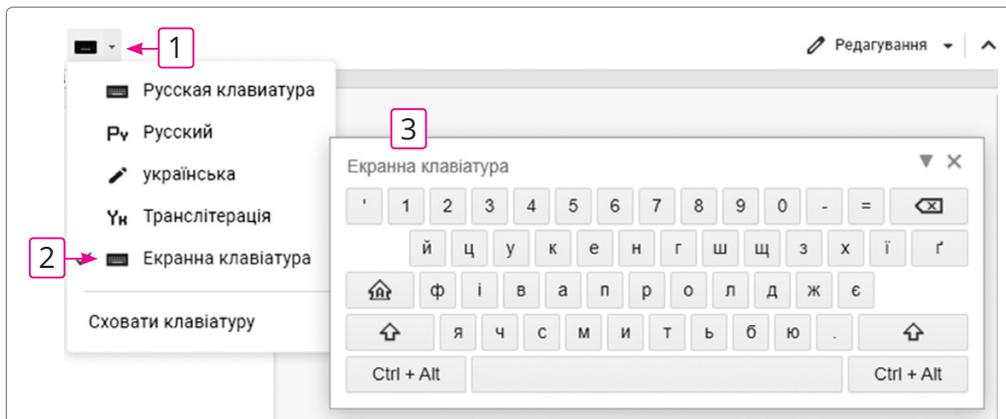 1
Редагування
Русская клавиатура
Ру Русский
українська
Ун Транслітерація
2
Екранна клавіатура
Сховати клавіатуру
3
Екранна клавіатура
' 1 2 3 4 5 6 7 8 9 0 - =
й ц у к е н г ш щ з х ї ґ
ф і в а п р о л д ж є
я ч с м и т ь б ю .
Ctrl + Alt Ctrl + Alt